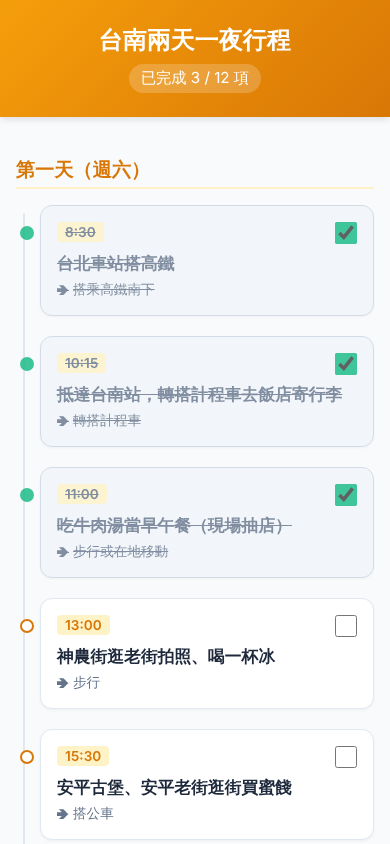 台南兩天一夜行程
已完成 3 / 12 項
第一天（週六）
8:30
台北車站搭高鐵
搭乘高鐵南下
10:15
抵達台南站，轉搭計程車去飯店寄行李
轉搭計程車
11:00
吃牛肉湯當早午餐（現場抽店）
步行或在地移動
13:00
神農街逛老街拍照、喝一杯冰
步行
15:30
安平古堡、安平老街逛街買蜜餞
搭公車